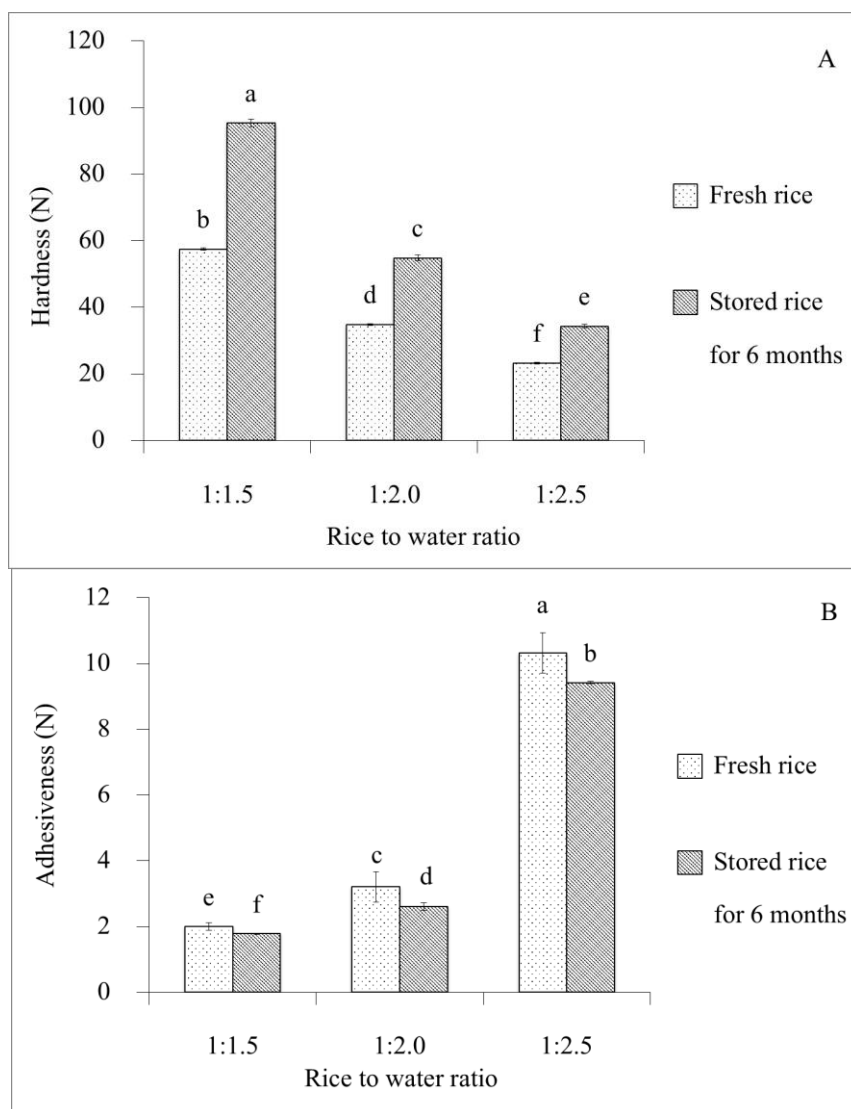 A
120
100
80
60
40
20
0
Hardness (N)
a
b
c
d
e
f
Fresh rice
Stored rice
for 6 months
1:1.5 1:2.0 1:2.5
Rice to water ratio
B
12
10
8
6
4
2
0
Adhesiveness (N)
a
b
c
d
e
f
Fresh rice
Stored rice
for 6 months
1:1.5 1:2.0 1:2.5
Rice to water ratio